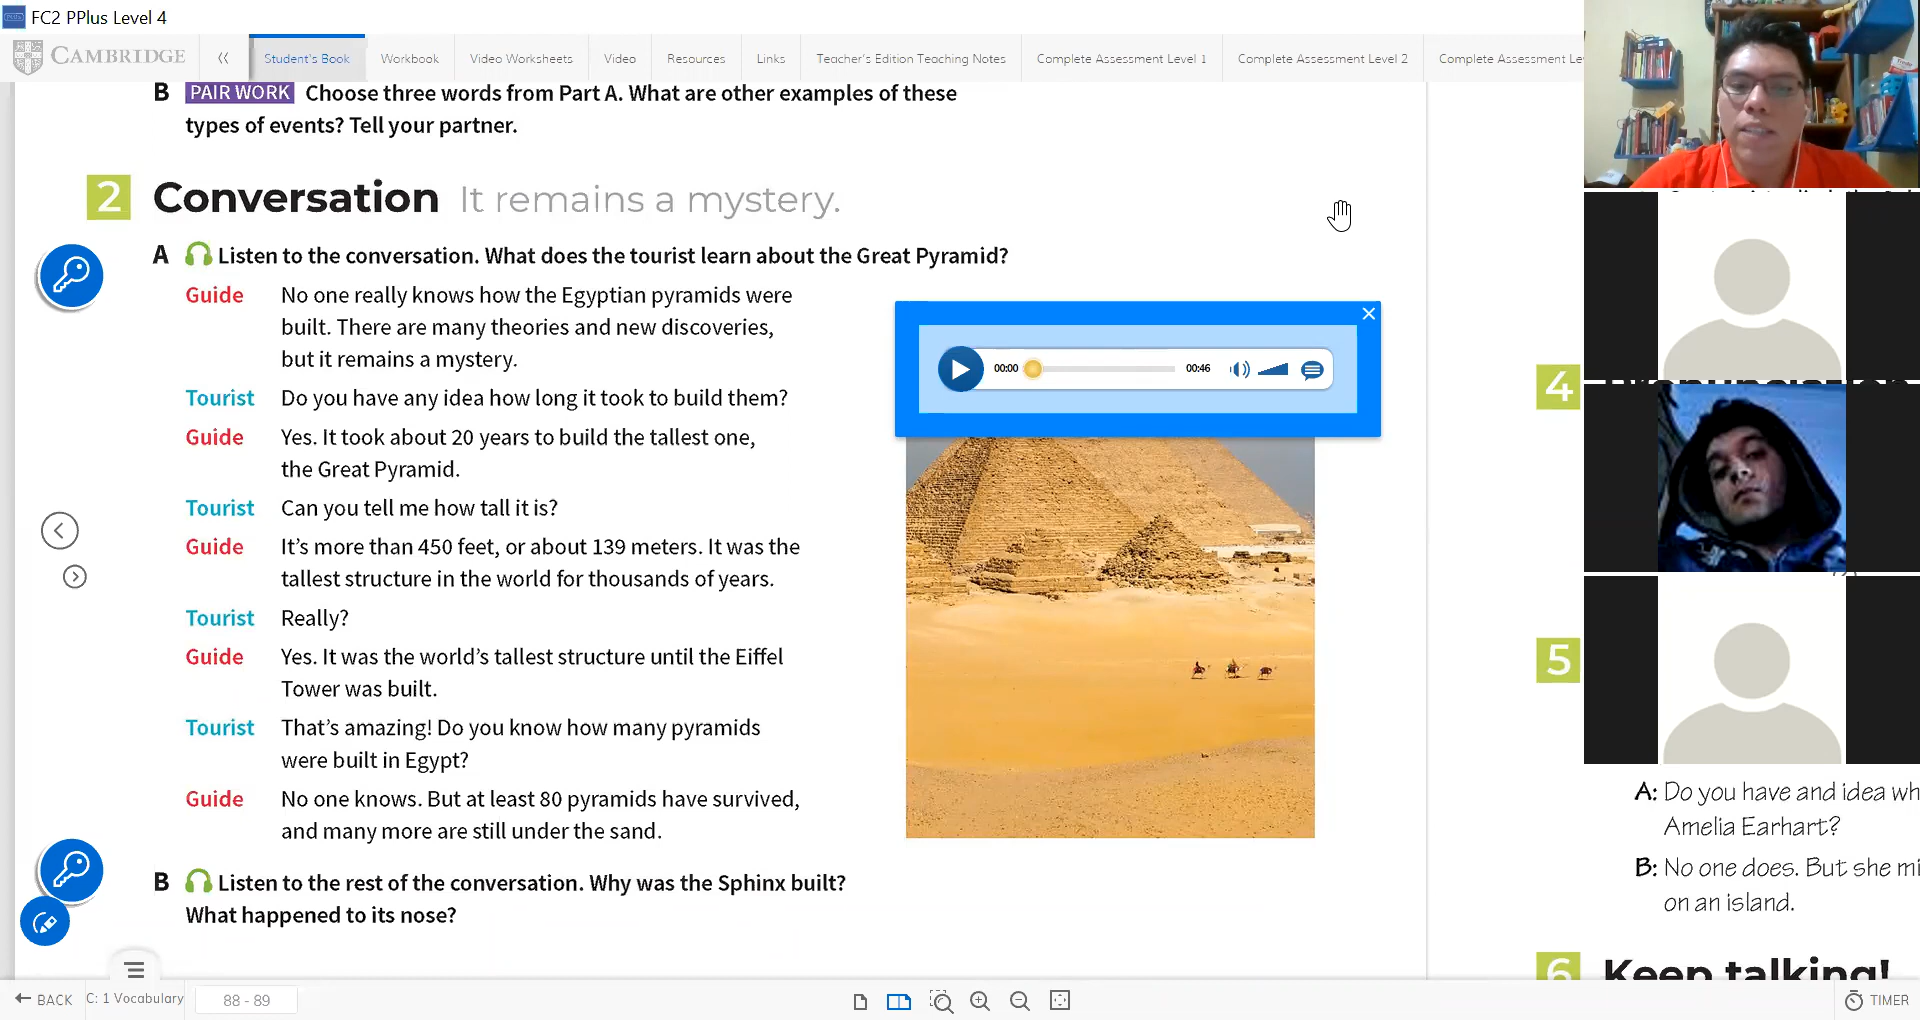 FC2 PPlus Level 4
CAMBRIDGE
Student's Book
Workbook
Video Worksheets
Video
Resources
Links
Teacher's Edition Teaching Notes
Complete Assessment Level 1
Complete Assessment Level 2
Complete Assessment Le
B PAIR WORK Choose three words from Part A. What are other examples of these
types of events? Tell your partner.
2 Conversation It remains a mystery.
A Listen to the conversation. What does the tourist learn about the Great Pyramid?
Guide No one really knows how the Egyptian pyramids were
built. There are many theories and new discoveries,
but it remains a mystery.
Tourist Do you have any idea how long it took to build them?
Guide Yes. It took about 20 years to build the tallest one,
the Great Pyramid.
Tourist Can you tell me how tall it is?
Guide It's more than 450 feet, or about 139 meters. It was the
tallest structure in the world for thousands of years.
Tourist Really?
Guide Yes. It was the world's tallest structure until the Eiffel
Tower was built.
Tourist That's amazing! Do you know how many pyramids
were built in Egypt?
Guide No one knows. But at least 80 pyramids have survived,
and many more are still under the sand.
B Listen to the rest of the conversation. Why was the Sphinx built?
What happened to its nose?
00:00
00:46
4
5
A: Do you have and idea wh
Amelia Earhart?
B: No one does. But she mi
on an island.
6 Keep talking!
BACK
C: 1 Vocabulary
88 - 89
TIMER